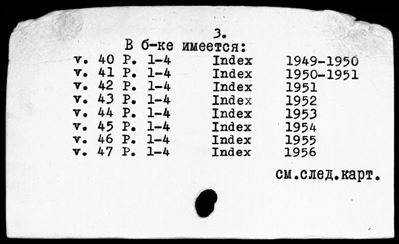 3.
В б-ке имеется:
v. 40 P. 1-4 Index 1949-1950
v. 41 P. 1-4 Index 1950-1951
v. 42 P. 1-4 Index 1951
v. 43 P. 1-4 Index 1952
v. 44 P. 1-4 Index 1953
v. 45 P. 1-4 Index 1954
v. 46 P. 1-4 Index 1955
v. 47 P. 1-4 Index 1956
см.след.карт.